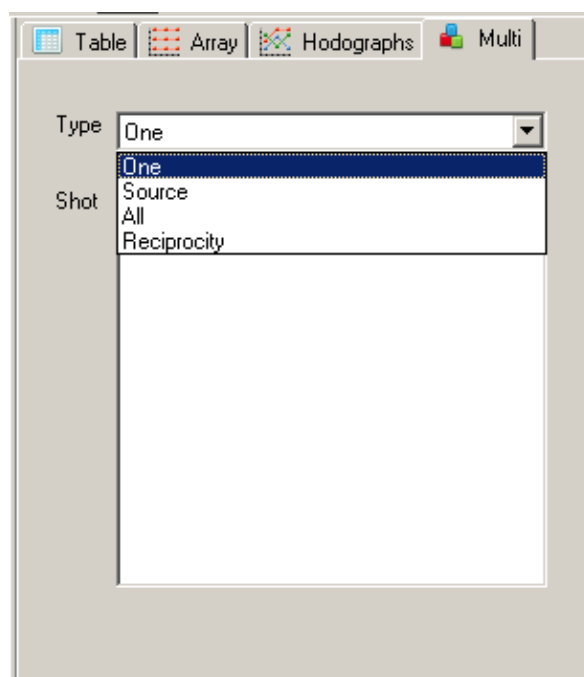 Table Array Hodographs Multi
Type One
One
Shot Source
All
Reciprocity